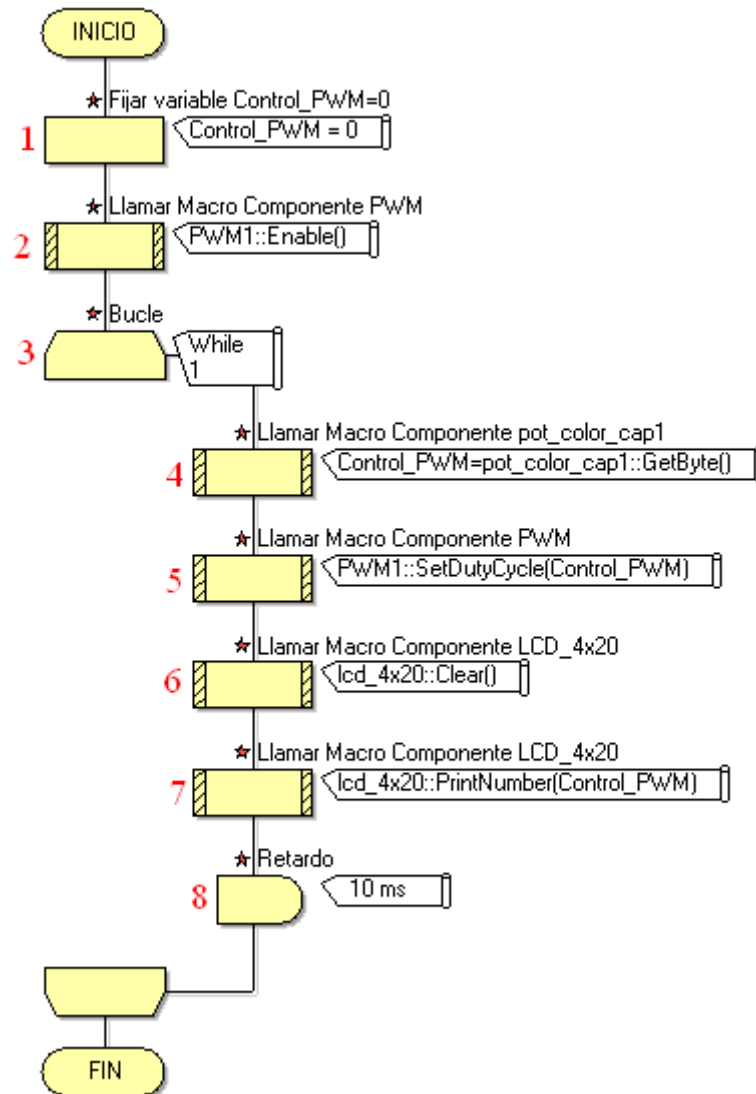 INICIO
Fijar variable Control_PWM=0
1
Control_PWM = 0
Llamar Macro Componente PWM
2
PWM1::Enable()
Bucle
3
While
1
Llamar Macro Componente pot_color_cap1
4
Control_PWM=pot_color_cap1::GetByte()
Llamar Macro Componente PWM
5
PWM1::SetDutyCycle(Control_PWM)
Llamar Macro Componente LCD_4x20
6
lcd_4x20::Clear()
Llamar Macro Componente LCD_4x20
7
lcd_4x20::PrintNumber(Control_PWM)
Retardo
8
10 ms
FIN